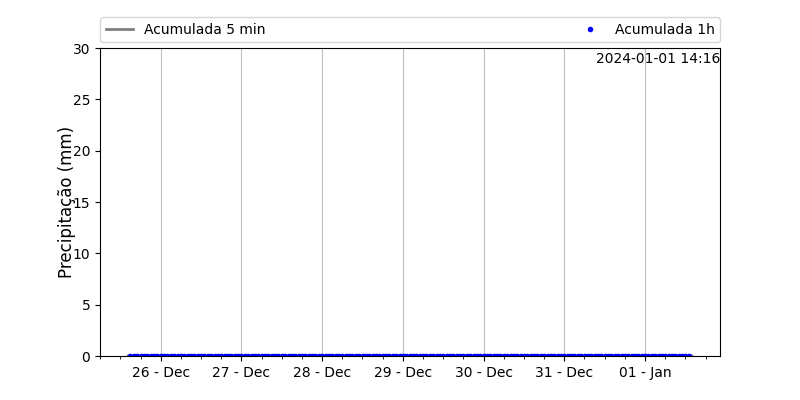 Acumulada 5 min
Acumulada 1h
2024-01-01 14:16
Precipitação (mm)
30
25
20
15
10
5
0
26 - Dec
27 - Dec
28 - Dec
29 - Dec
30 - Dec
31 - Dec
01 - Jan